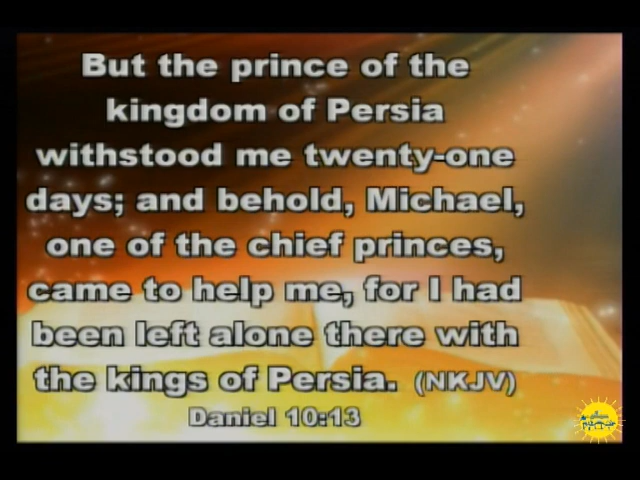 But the prince of the
kingdom of Persia
withstood me twenty-one
days; and behold, Michael,
one of the chief princes,
came to help me, for I had
been left alone there with
the kings of Persia. (NKJV)
Daniel 10:13